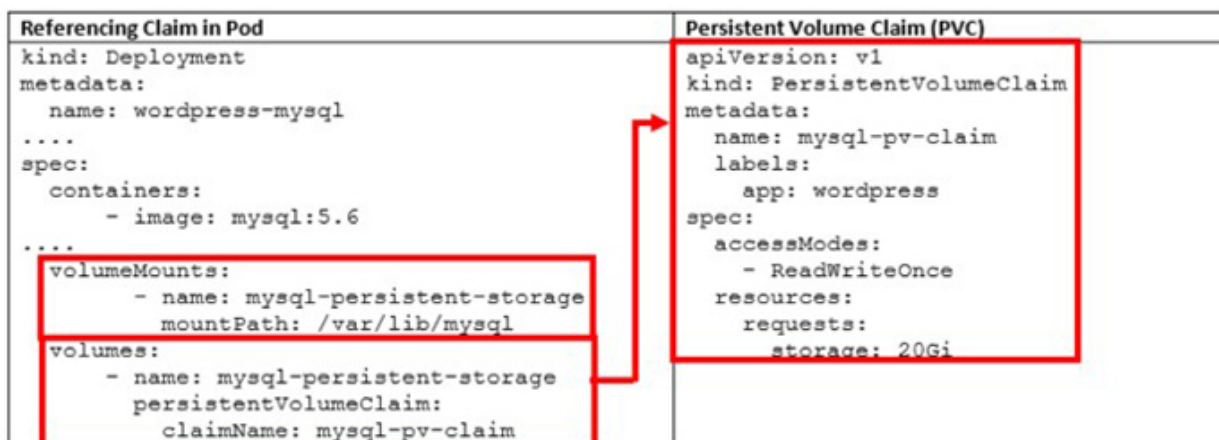 Referencing Claim in Pod
kind: Deployment
metadata:
  name: wordpress-mysql
....
spec:
  containers:
      - image: mysql:5.6
....
  volumeMounts:
        - name: mysql-persistent-storage
          mountPath: /var/lib/mysql
  volumes:
      - name: mysql-persistent-storage
        persistentVolumeClaim:
          claimName: mysql-pv-claim
Persistent Volume Claim (PVC)
apiVersion: v1
kind: PersistentVolumeClaim
metadata:
  name: mysql-pv-claim
  labels:
    app: wordpress
spec:
  accessModes:
    - ReadWriteOnce
  resources:
    requests:
      storage: 20Gi